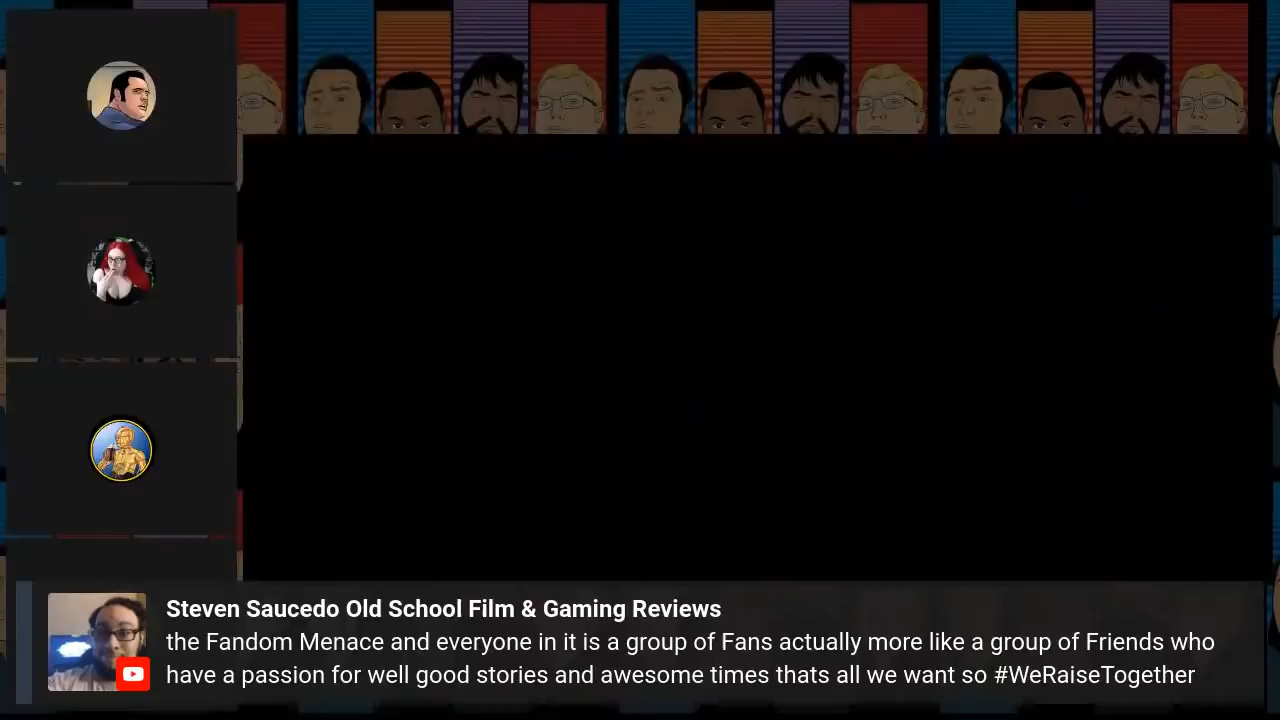 Steven Saucedo Old School Film & Gaming Reviews
the Fandom Menace and everyone in it is a group of Fans actually more like a group of Friends who
have a passion for well good stories and awesome times thats all we want so #WeRaiseTogether